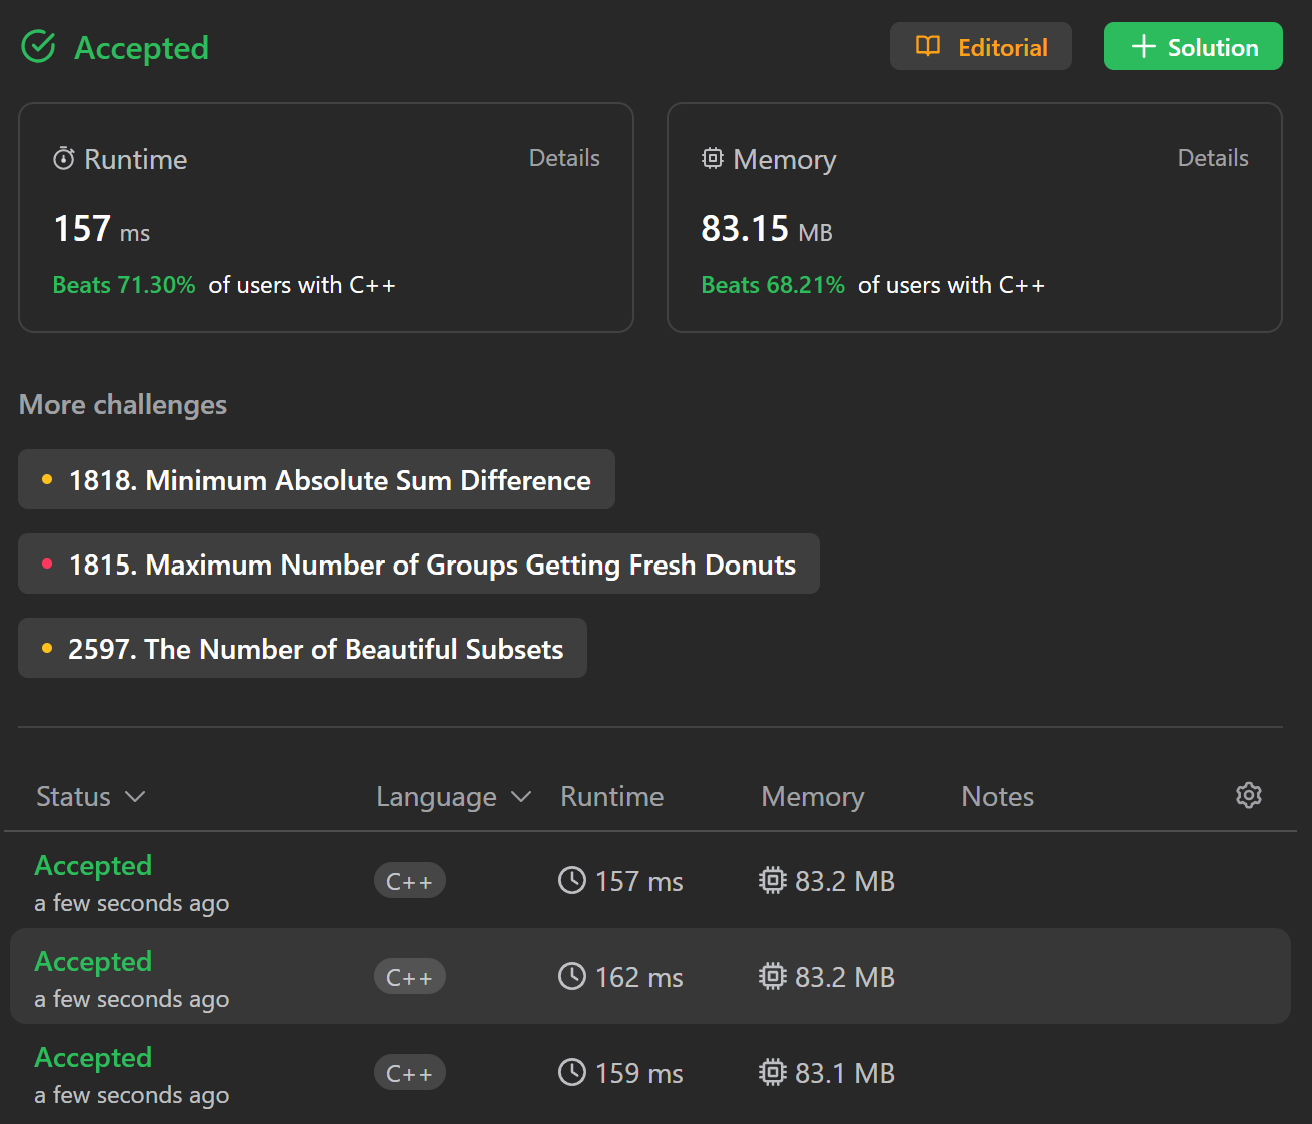 Accepted
Editorial
Solution
Runtime
Details
157 ms
Beats 71.30% of users with C++
Memory
Details
83.15 MB
Beats 68.21% of users with C++
More challenges
1818. Minimum Absolute Sum Difference
1815. Maximum Number of Groups Getting Fresh Donuts
2597. The Number of Beautiful Subsets
Status Language Runtime Memory Notes
Accepted
a few seconds ago
C++ 157 ms 83.2 MB
Accepted
a few seconds ago
C++ 162 ms 83.2 MB
Accepted
a few seconds ago
C++ 159 ms 83.1 MB